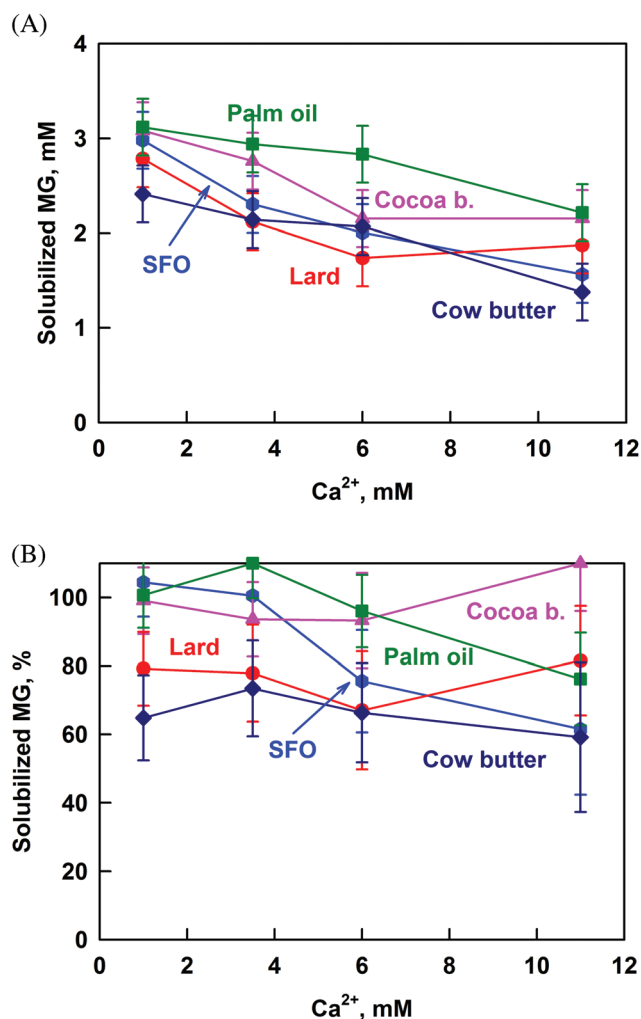 (A)
4
3
2
1
0
Solubilized MG, mM
Palm oil
Cocoa b.
SFO
Lard
Cow butter
0 2 4 6 8 10 12
Ca²⁺, mM
(B)
100
80
60
40
20
0
Solubilized MG, %
Cocoa b.
Lard
Palm oil
SFO
Cow butter
0 2 4 6 8 10 12
Ca²⁺, mM